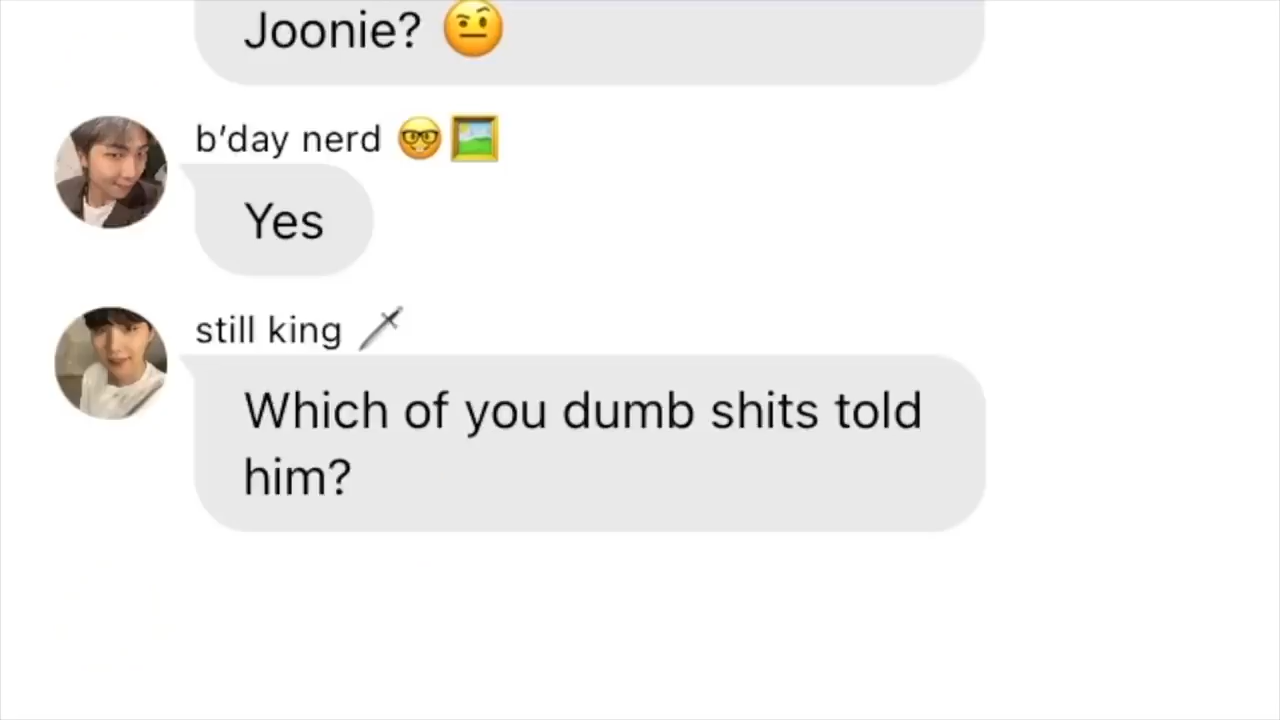 Joonie? 🤨
b’day nerd 🤓🖼️
Yes
still king 🗡️
Which of you dumb shits told
him?